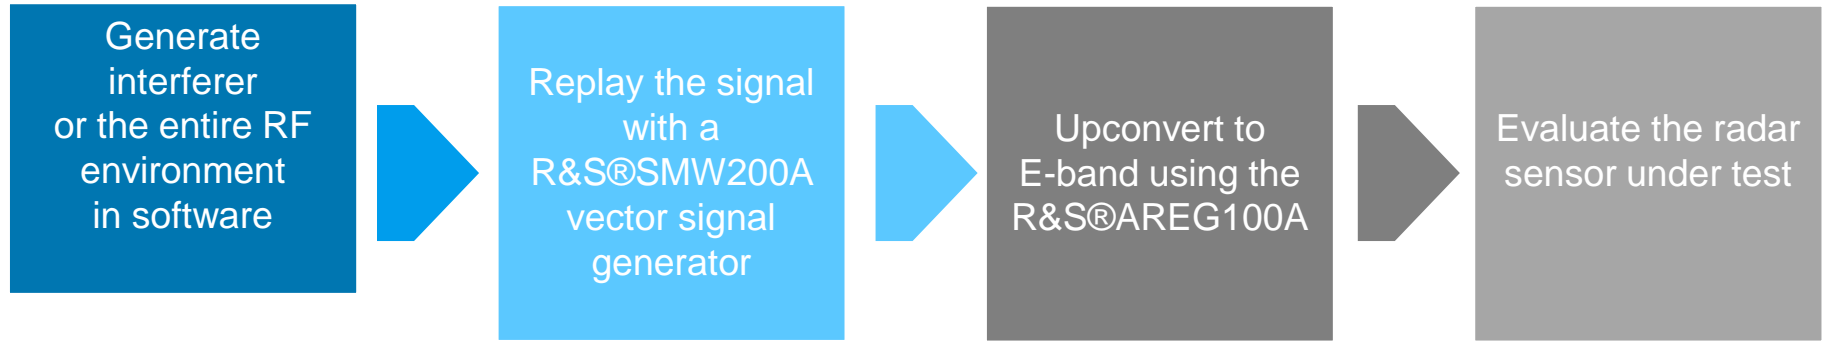 Generate
interferer
or the entire RF
environment
in software
Replay the signal
with a
R&S®SMW200A
vector signal
generator
Upconvert to
E-band using the
R&S®AREG100A
Evaluate the radar
sensor under test